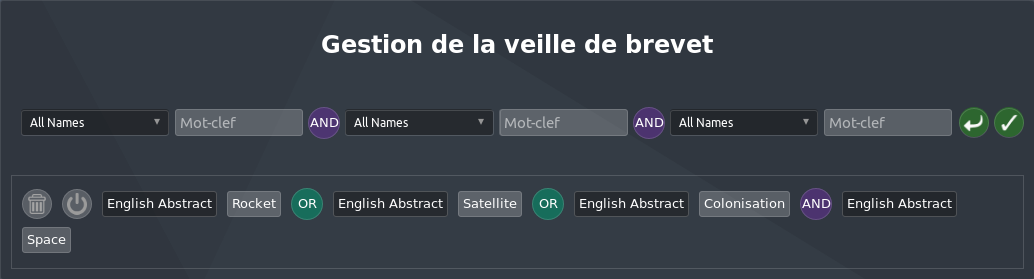 Gestion de la veille de brevet
All Names Mot-clef AND All Names Mot-clef AND All Names Mot-clef
English Abstract Rocket OR English Abstract Satellite OR English Abstract Colonisation AND English Abstract
Space